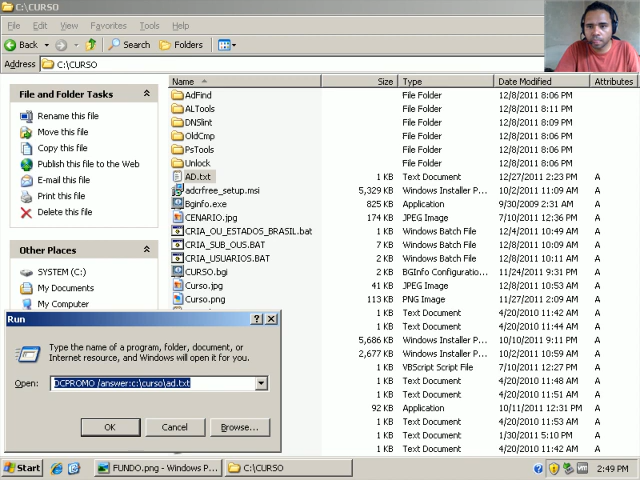 C:\CURSO
File Edit View Favorites Tools Help
Back Search Folders
Address C:\CURSO
Name Size Type Date Modified Attributes
File and Folder Tasks
Rename this file
Move this file
Copy this file
Publish this file to the Web
E-mail this file
Print this file
Delete this file
Other Places
SYSTEM (C:)
My Documents
My Computer
AdFind File Folder 12/8/2011 8:06 PM
ALTools File Folder 12/8/2011 8:11 PM
DNSlint File Folder 12/8/2011 8:09 PM
OldCmp File Folder 12/8/2011 8:06 PM
PsTools File Folder 12/8/2011 8:06 PM
Unlock File Folder 12/8/2011 8:06 PM
AD.txt 1 KB Text Document 12/27/2011 2:23 PM A
adcrfree_setup.msi 5,329 KB Windows Installer P... 10/2/2011 11:09 AM A
Bginfo.exe 825 KB Application 9/30/2009 2:31 AM A
CENARIO.jpg 174 KB JPEG Image 7/10/2011 12:36 PM A
CRIA_OU_ESTADOS_BRASIL.bat 4 KB Windows Batch File 12/4/2011 10:49 AM A
CRIA_SUB_OUS.BAT 7 KB Windows Batch File 12/8/2011 10:09 AM A
CRIA_USUARIOS.BAT 2 KB Windows Batch File 12/8/2011 10:11 AM A
CURSO.bgi 2 KB BGInfo Configuratio... 11/24/2011 9:31 PM A
Curso.jpg 41 KB JPEG Image 12/8/2011 10:53 AM A
Curso.png 113 KB PNG Image 11/27/2011 2:09 PM A
1 KB Text Document 4/20/2010 11:42 AM A
1 KB Text Document 4/20/2010 11:44 AM A
5,686 KB Windows Installer P... 10/10/2011 9:11 PM A
2,677 KB Windows Installer P... 10/2/2011 11:09 AM A
1 KB VBScript Script File 1/7/2010 11:27 AM A
1 KB Text Document 4/20/2010 11:48 AM A
1 KB Text Document 4/20/2010 11:51 AM A
92 KB Application 10/11/2011 12:31 PM A
1 KB Text Document 4/20/2010 11:53 AM A
1 KB Text Document 1/30/2011 5:10 PM A
1 KB Text Document 4/20/2010 11:42 AM A
Run
Type the name of a program, folder, document, or
Internet resource, and Windows will open it for you.
Open: DCPROMO /answer:c:\curso\ad.txt
OK Cancel Browse...
Start FUNDO.png - Windows P... C:\CURSO 2:49 PM